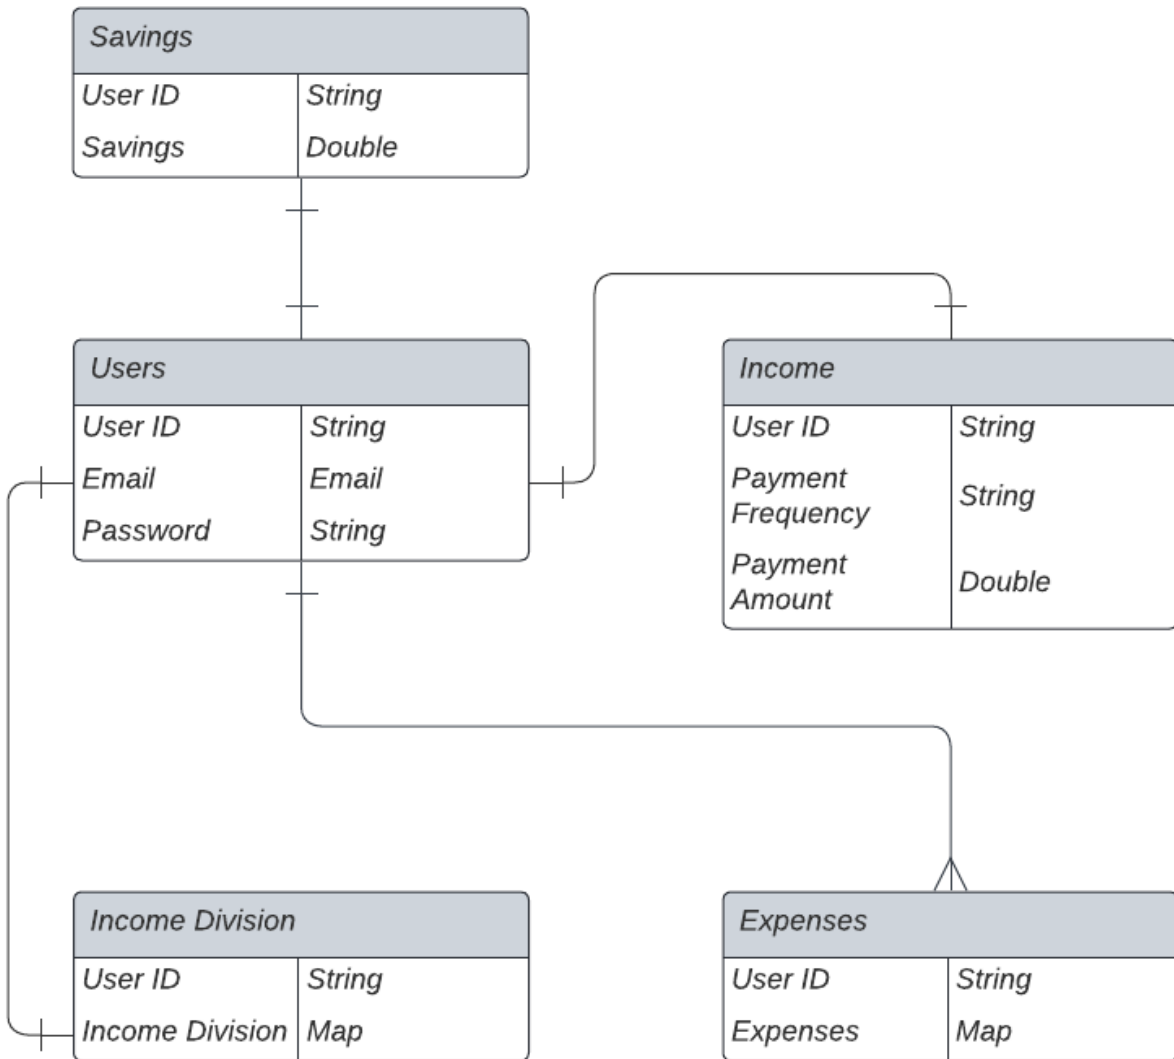 Savings
User ID String
Savings Double
Users
User ID String
Email Email
Password String
Income
User ID String
Payment
Frequency
String
Payment
Amount
Double
Income Division
User ID String
Income Division Map
Expenses
User ID String
Expenses Map